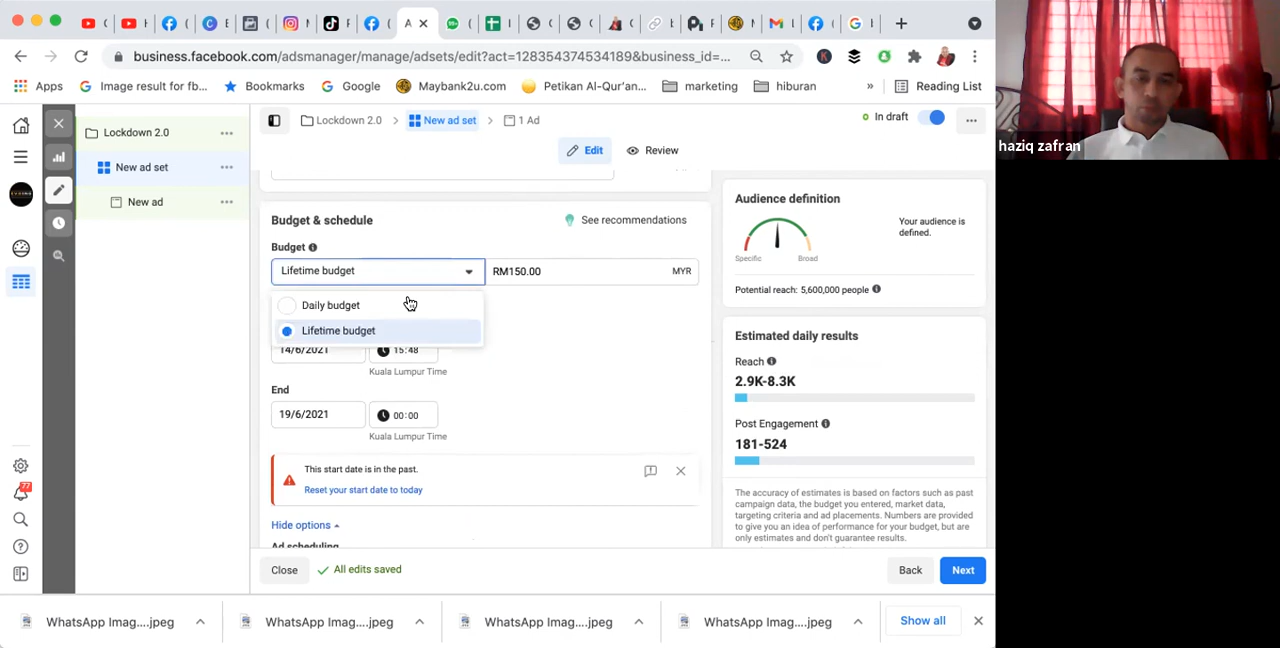 business.facebook.com/adsmanager/manage/adsets/edit?act=128354374534189&business_id=...
Apps
Image result for fb...
Bookmarks
Google
Maybank2u.com
Petikan Al-Qur'an...
marketing
hiburan
»
Reading List
Lockdown 2.0
New ad set
New ad
Lockdown 2.0
New ad set
1 Ad
In draft
Edit
Review
haziq zafran
Budget & schedule
See recommendations
Budget
Lifetime budget
RM150.00
MYR
Daily budget
Lifetime budget
14/6/2021
15:48
Kuala Lumpur Time
End
19/6/2021
00:00
Kuala Lumpur Time
This start date is in the past.
Reset your start date to today
Hide options
Ad scheduling
Audience definition
Specific
Broad
Your audience is
defined.
Potential reach: 5,600,000 people
Estimated daily results
Reach
2.9K-8.3K
Post Engagement
181-524
The accuracy of estimates is based on factors such as past
campaign data, the budget you entered, market data,
targeting criteria and ad placements. Numbers are provided
to give you an idea of performance for your budget, but are
only estimates and don't guarantee results.
Close
All edits saved
Back
Next
WhatsApp Imag....jpeg
WhatsApp Imag....jpeg
WhatsApp Imag....jpeg
WhatsApp Imag....jpeg
Show all